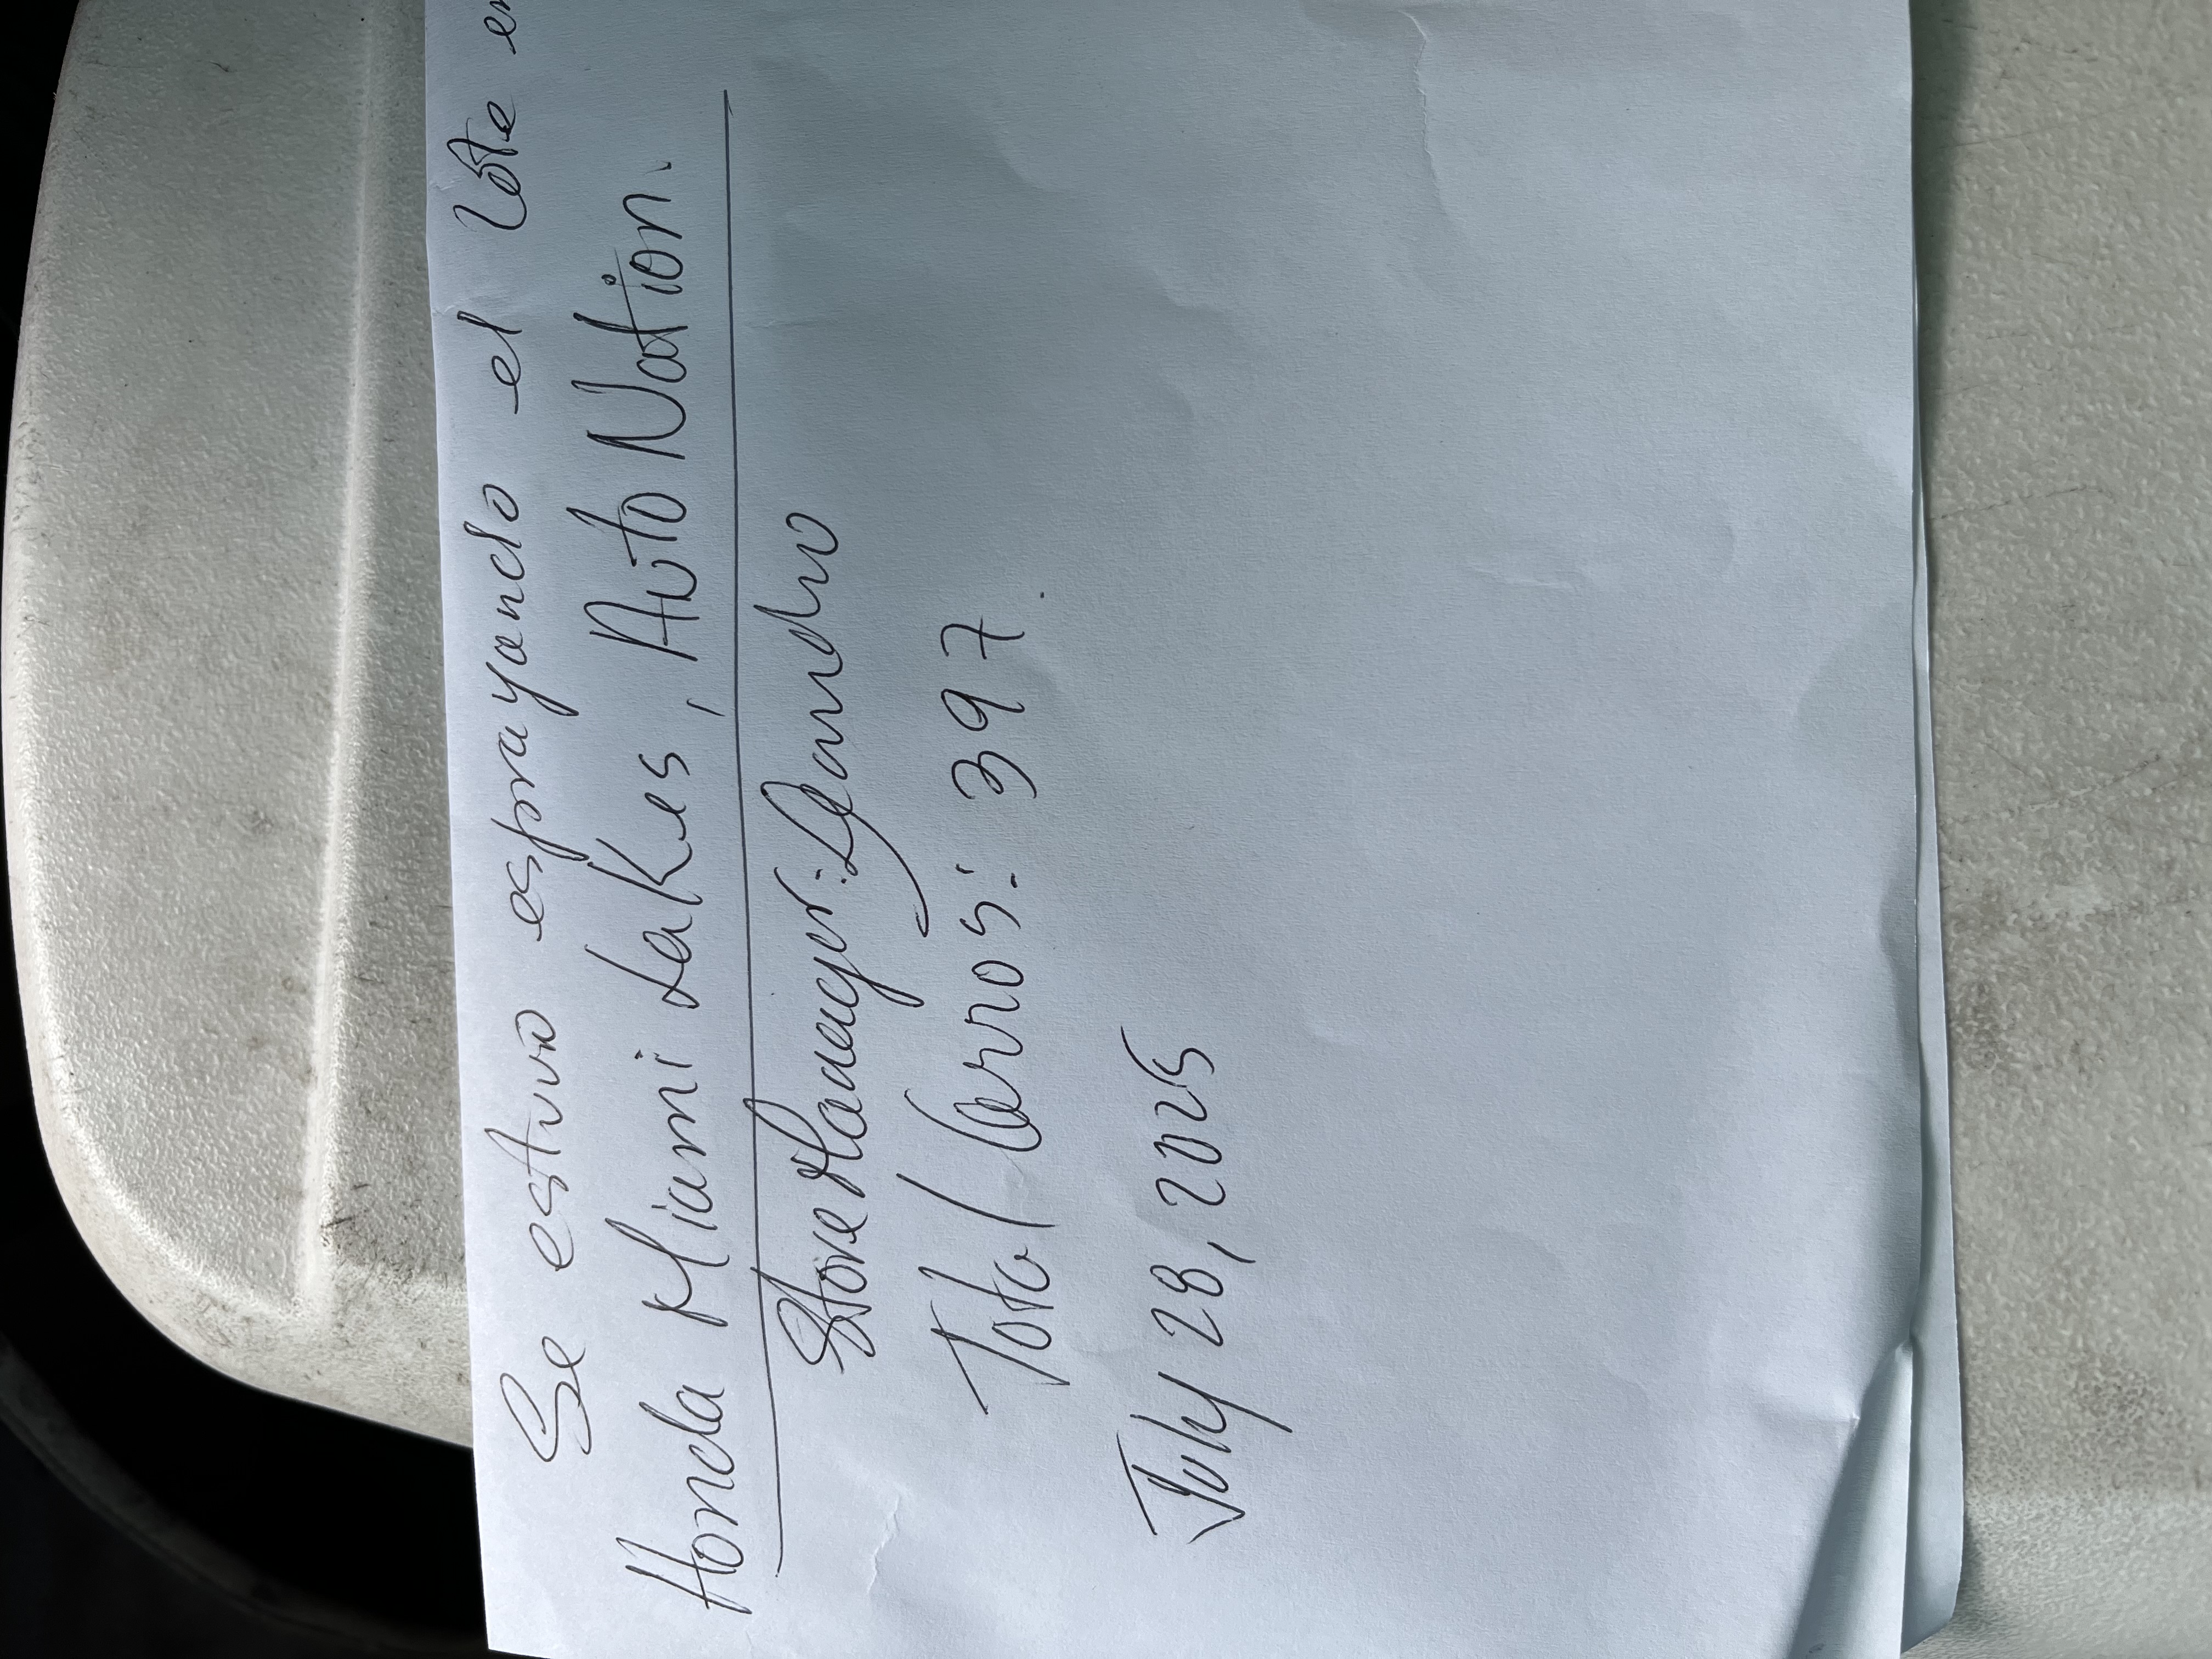 Se estuvo esprayando el lote en
Honda Miami Lakes, Auto Nation.
Store Manager: Leandro
Total Carros: 397
July 28, 2025